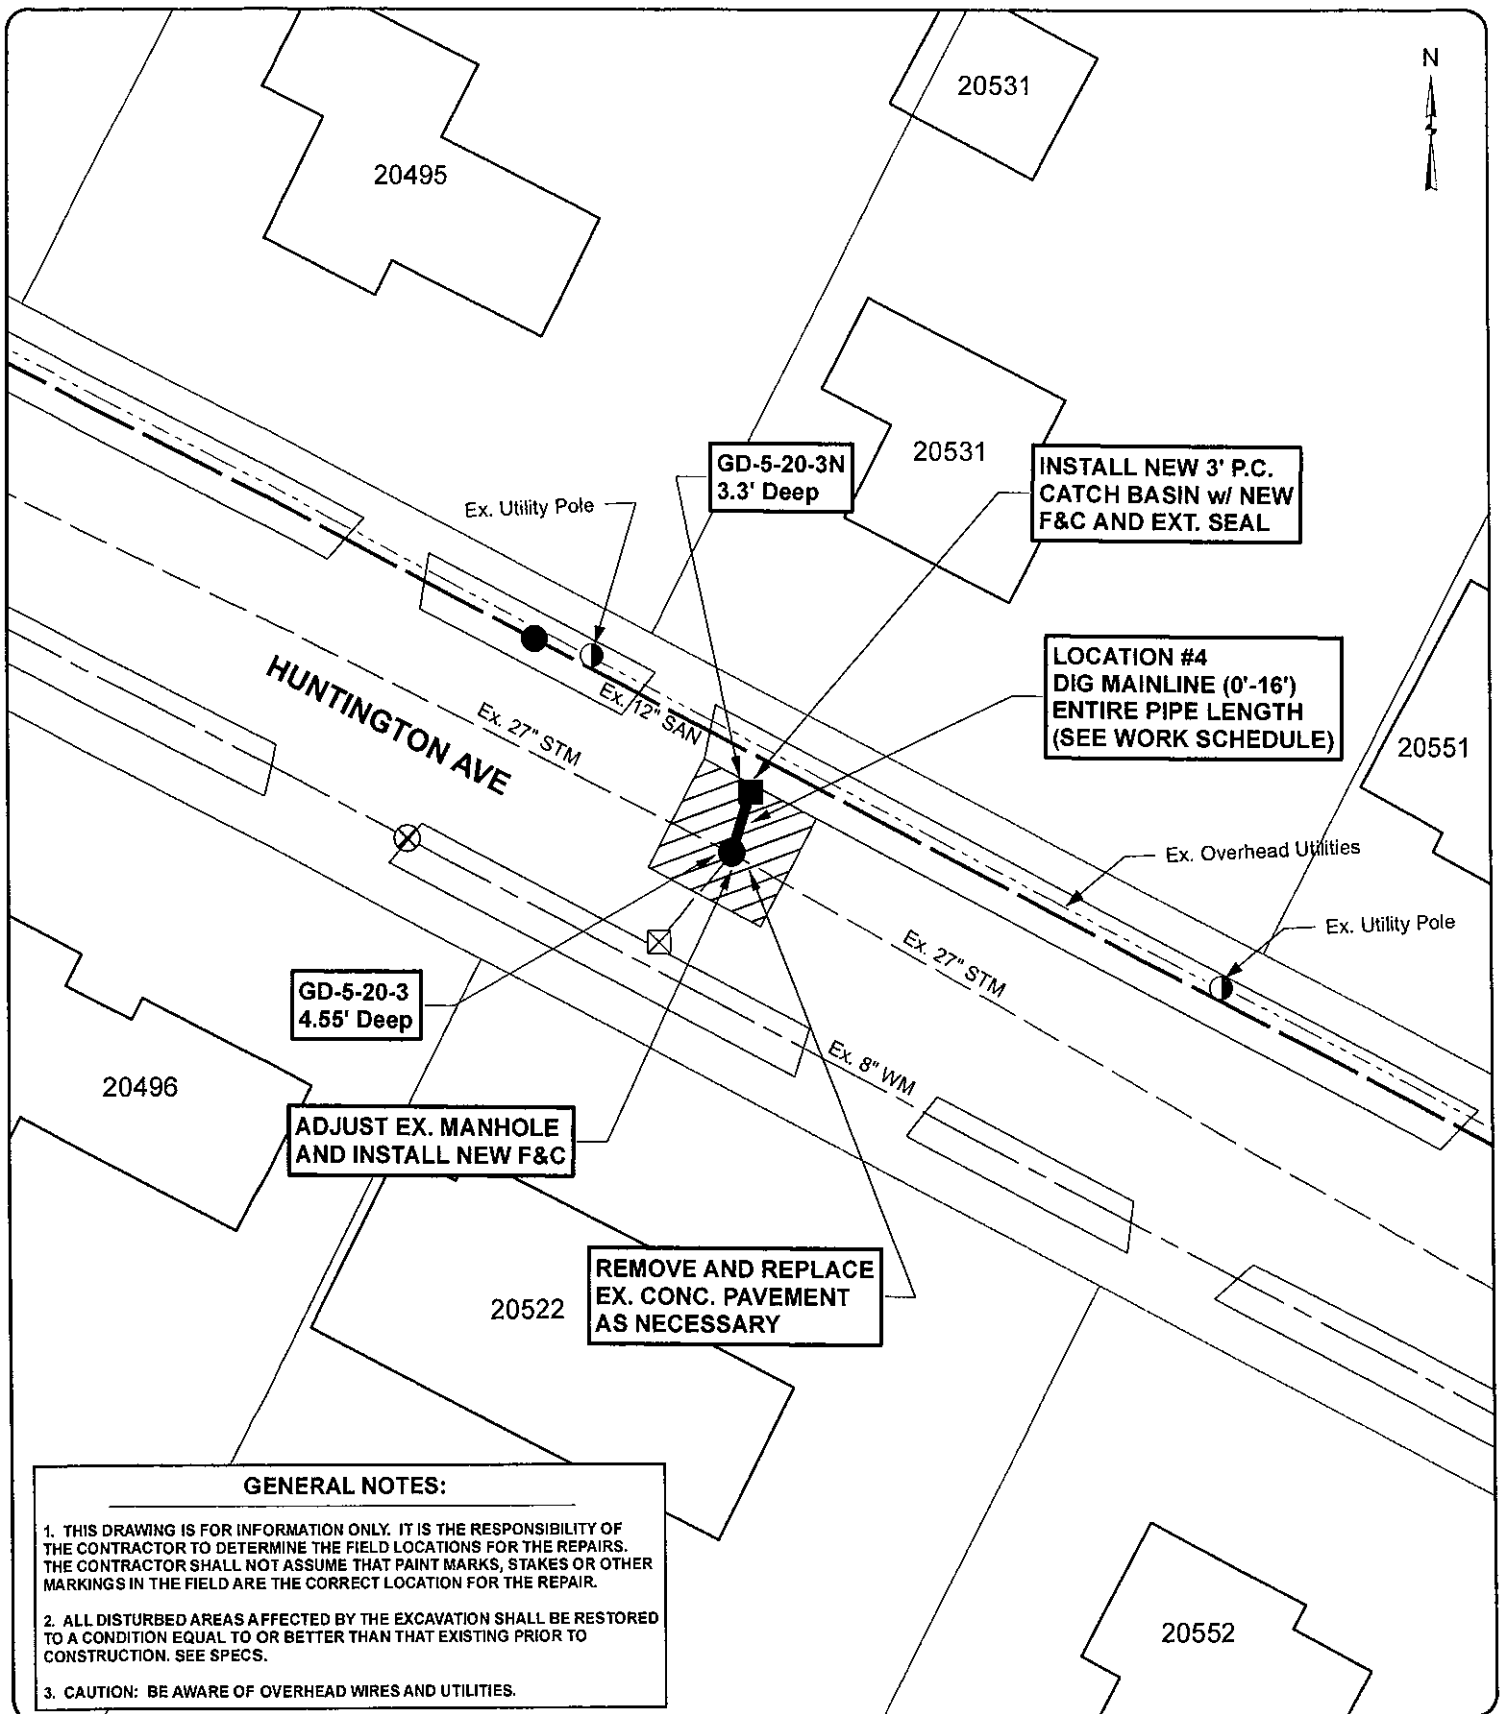 N
20531
20495
GD-5-20-3N
3.3' Deep
20531
INSTALL NEW 3' P.C.
CATCH BASIN w/ NEW
F&C AND EXT. SEAL
Ex. Utility Pole
LOCATION #4
DIG MAINLINE (0'-16')
ENTIRE PIPE LENGTH
(SEE WORK SCHEDULE)
20551
HUNTINGTON AVE
Ex. 27" STM
Ex. 12" SAN
Ex. Overhead Utilities
Ex. Utility Pole
Ex. 27" STM
GD-5-20-3
4.55' Deep
Ex. 8" WM
20496
ADJUST EX. MANHOLE
AND INSTALL NEW F&C
REMOVE AND REPLACE
EX. CONC. PAVEMENT
AS NECESSARY
20522
GENERAL NOTES:
1. THIS DRAWING IS FOR INFORMATION ONLY. IT IS THE RESPONSIBILITY OF
THE CONTRACTOR TO DETERMINE THE FIELD LOCATIONS FOR THE REPAIRS.
THE CONTRACTOR SHALL NOT ASSUME THAT PAINT MARKS, STAKES OR OTHER
MARKINGS IN THE FIELD ARE THE CORRECT LOCATION FOR THE REPAIR.
2. ALL DISTURBED AREAS AFFECTED BY THE EXCAVATION SHALL BE RESTORED
TO A CONDITION EQUAL TO OR BETTER THAN THAT EXISTING PRIOR TO
CONSTRUCTION. SEE SPECS.
3. CAUTION: BE AWARE OF OVERHEAD WIRES AND UTILITIES.
20552